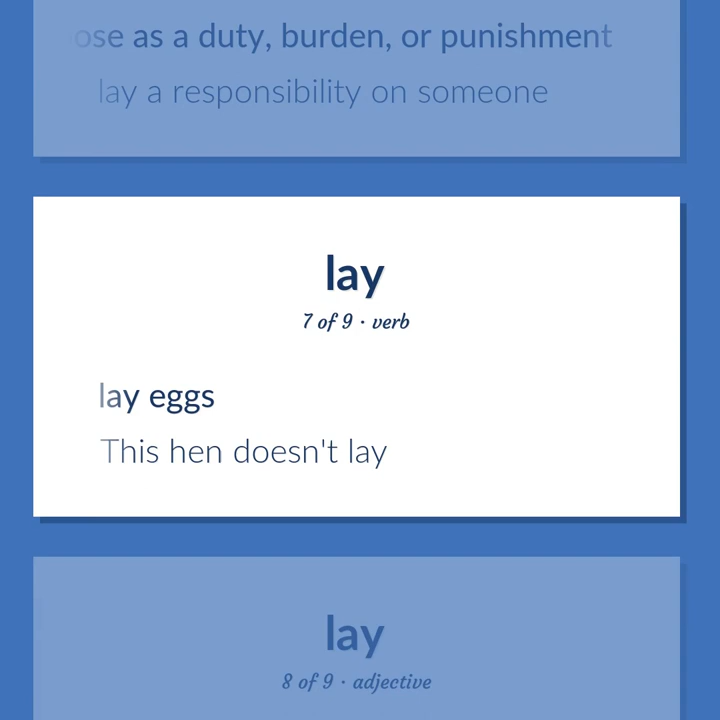 ose as a duty, burden, or punishment
lay a responsibility on someone
lay
7 of 9 · verb
lay eggs
This hen doesn't lay
lay
8 of 9 · adjective